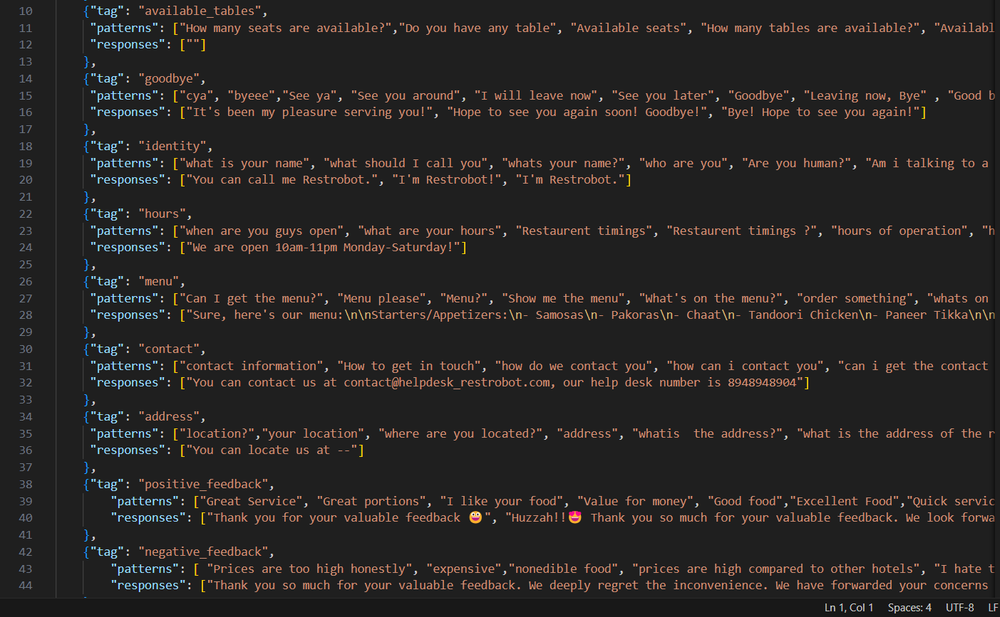 10 {"tag": "available_tables",
11 "patterns": ["How many seats are available?","Do you have any table", "Available seats", "How many tables are available?", "Availabl
12 "responses": [""]
13 },
14 {"tag": "goodbye",
15 "patterns": ["cya", "byeee","See ya", "See you around", "I will leave now", "See you later", "Goodbye", "Leaving now, Bye" , "Good b
16 "responses": ["It's been my pleasure serving you!", "Hope to see you again soon! Goodbye!", "Bye! Hope to see you again!"]
17 },
18 {"tag": "identity",
19 "patterns": ["what is your name", "what should I call you", "whats your name?", "who are you", "Are you human?", "Am i talking to a
20 "responses": ["You can call me Restrobot.", "I'm Restrobot!", "I'm Restrobot."]
21 },
22 {"tag": "hours",
23 "patterns": ["when are you guys open", "what are your hours", "Restaurent timings", "Restaurent timings ?", "hours of operation", "h
24 "responses": ["We are open 10am-11pm Monday-Saturday!"]
25 },
26 {"tag": "menu",
27 "patterns": ["Can I get the menu?", "Menu please", "Menu?", "Show me the menu", "What's on the menu?", "order something", "whats on
28 "responses": ["Sure, here's our menu:\n\nStarters/Appetizers:\n- Samosas\n- Pakoras\n- Chaat\n- Tandoori Chicken\n- Paneer Tikka\n\n
29 },
30 {"tag": "contact",
31 "patterns": ["contact information", "How to get in touch", "how do we contact you", "how can i contact you", "can i get the contact
32 "responses": ["You can contact us at contact@helpdesk_restrobot.com, our help desk number is 8948948904"]
33 },
34 {"tag": "address",
35 "patterns": ["location?","your location", "where are you located?", "address", "whatis  the address?", "what is the address of the r
36 "responses": ["You can locate us at --"]
37 },
38 {"tag": "positive_feedback",
39 "patterns": ["Great Service", "Great portions", "I like your food", "Value for money", "Good food","Excellent Food","Quick servic
40 "responses": ["Thank you for your valuable feedback 😀", "Huzzah!!🤩 Thank you so much for your valuable feedback. We look forwa
41 },
42 {"tag": "negative_feedback",
43 "patterns": [ "Prices are too high honestly", "expensive","nonedible food", "prices are high compared to other hotels", "I hate t
44 "responses": ["Thank you so much for your valuable feedback. We deeply regret the inconvenience. We have forwarded your concerns
Ln 1, Col 1 Spaces: 4 UTF-8 LF